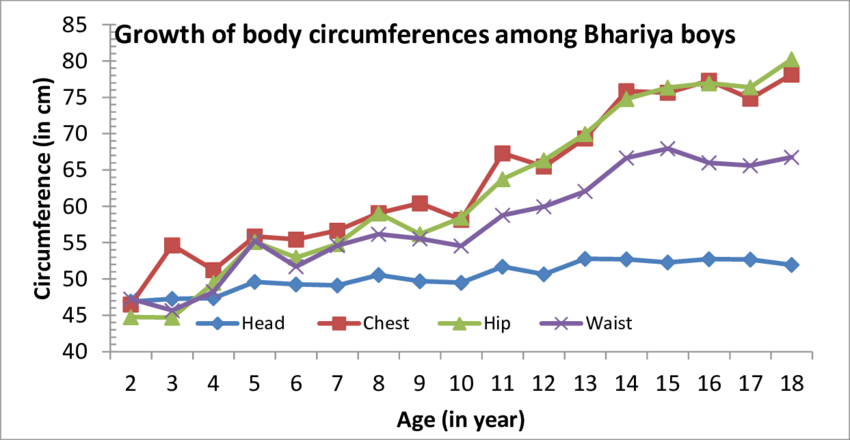 Growth of body circumferences among Bhariya boys
Circumference (in cm)
85
80
75
70
65
60
55
50
45
40
Head Chest Hip Waist
2 3 4 5 6 7 8 9 10 11 12 13 14 15 16 17 18
Age (in year)